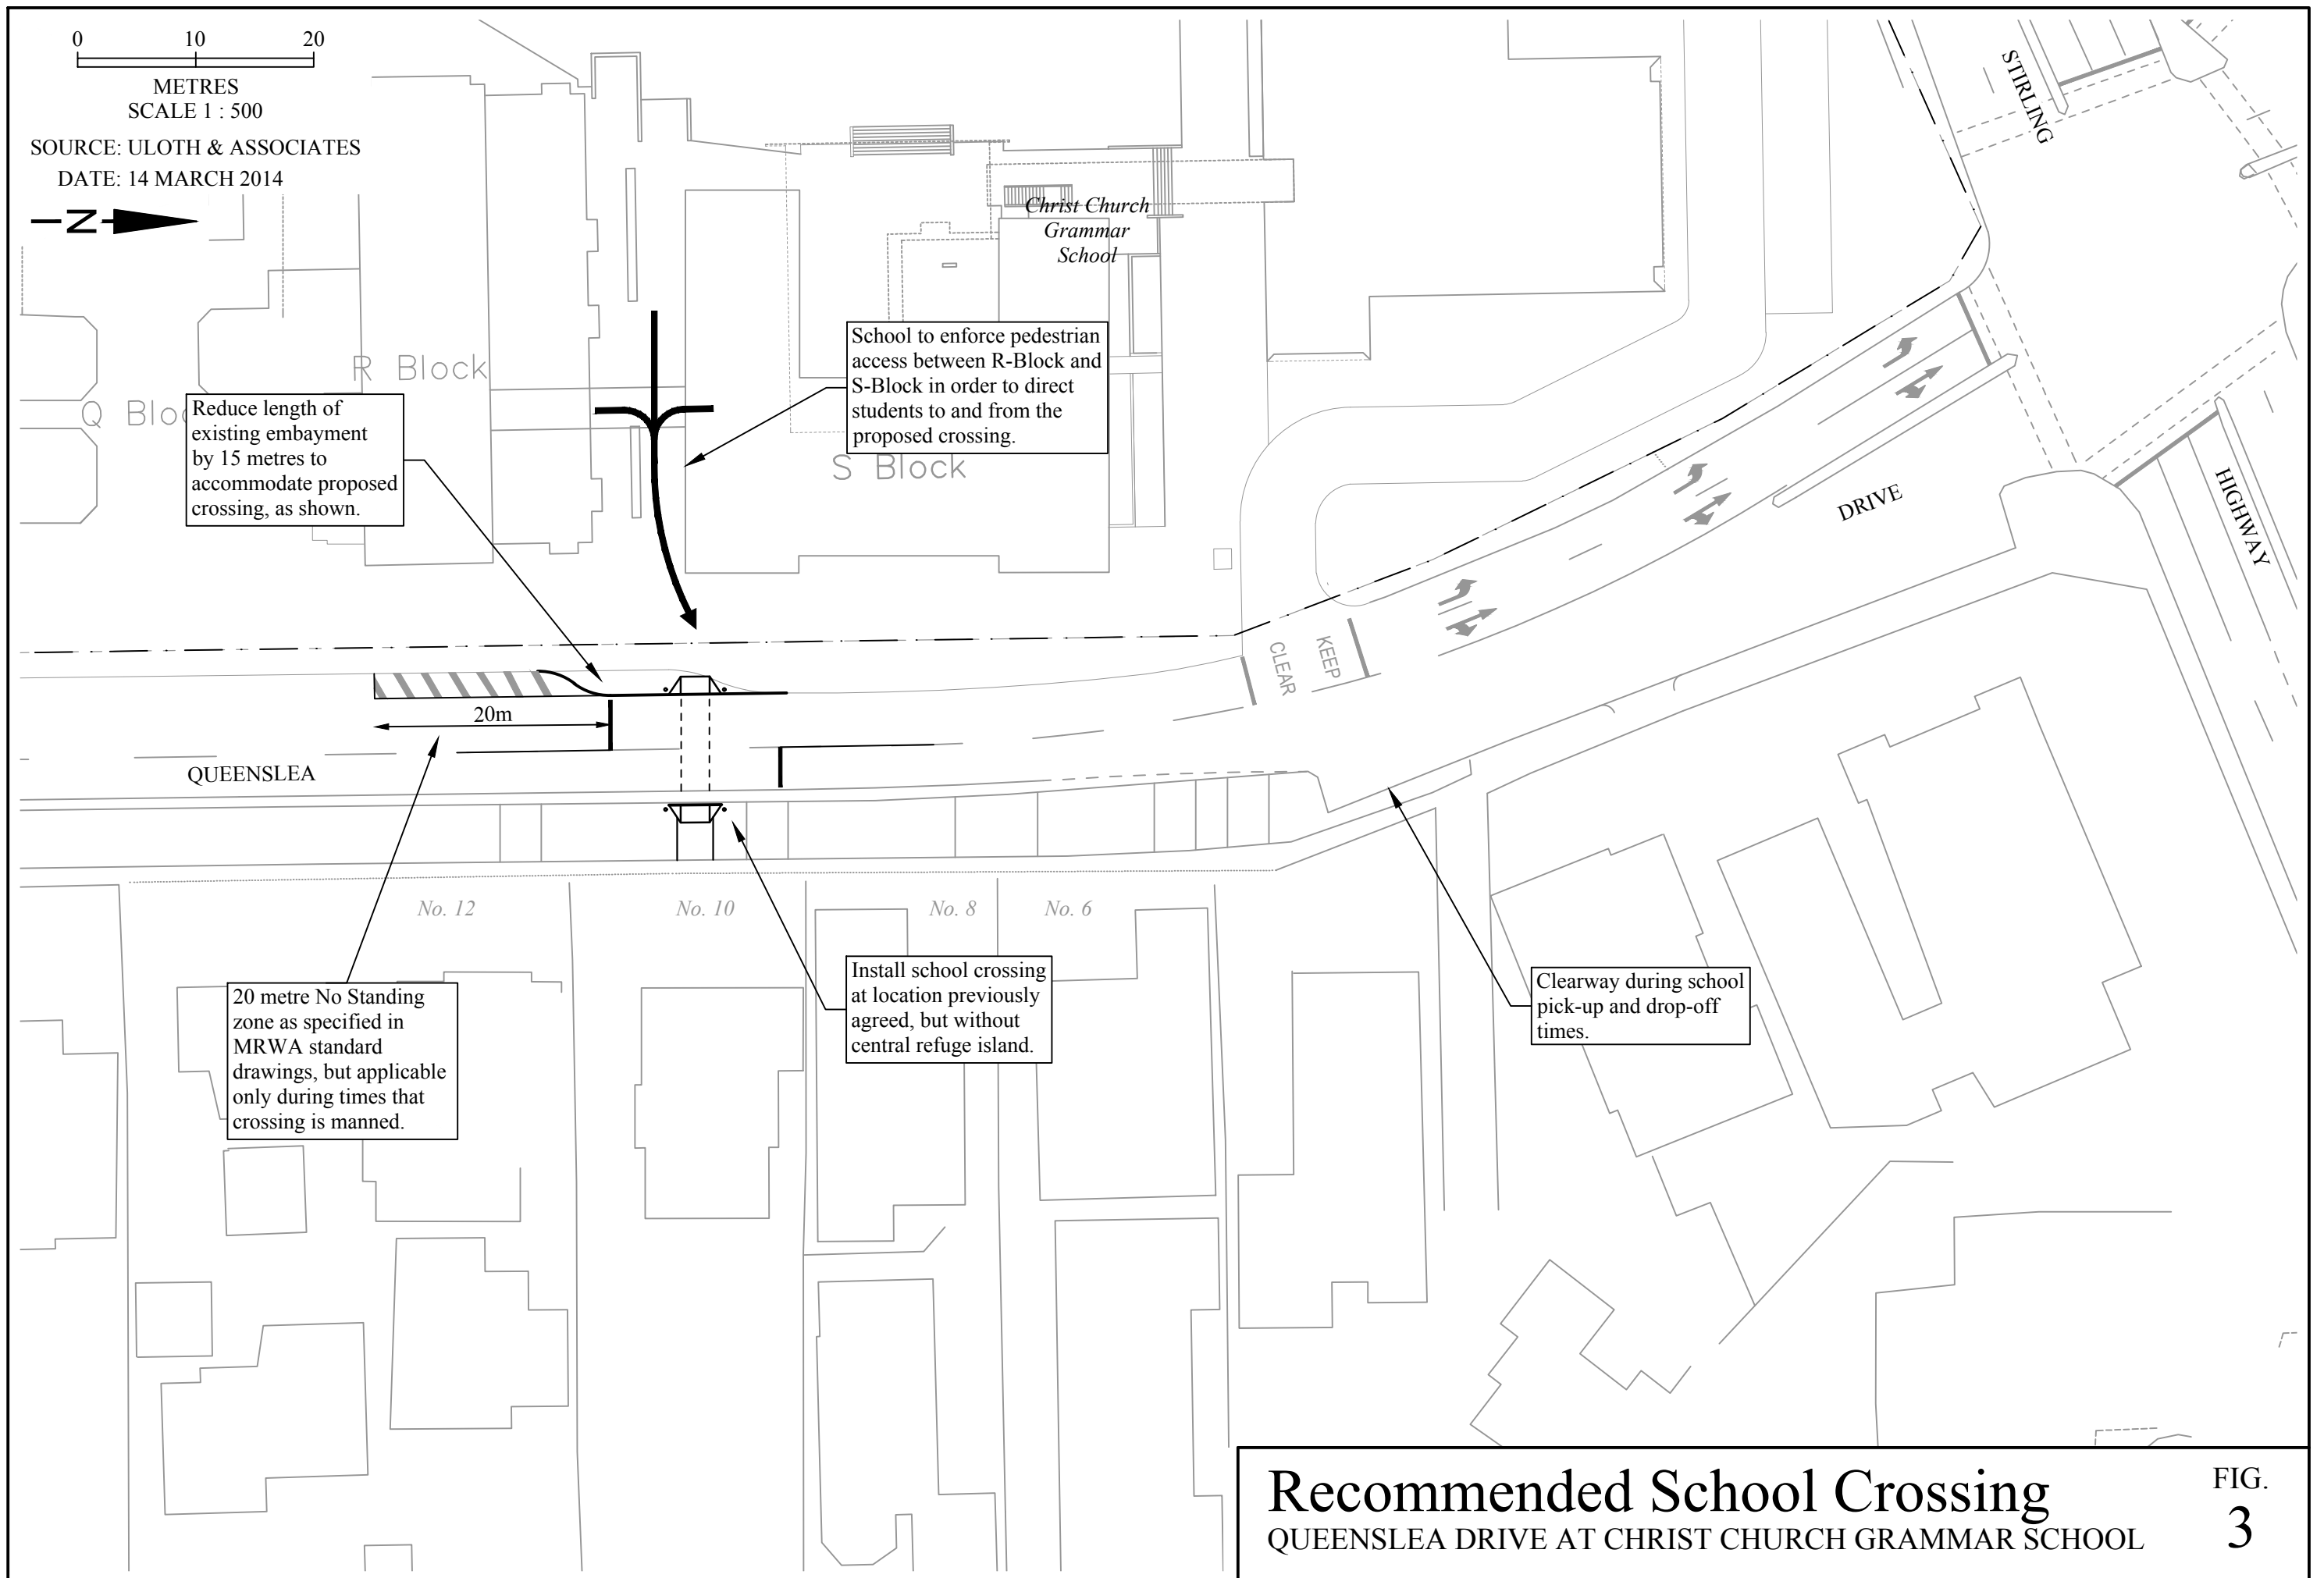 0 10 20
METRES
SCALE 1 : 500
SOURCE: ULOTH & ASSOCIATES
DATE: 14 MARCH 2014
N
STIRLING
HIGHWAY
Christ Church
Grammar
School
R Block
Q Bloc
S Block
School to enforce pedestrian
access between R-Block and
S-Block in order to direct
students to and from the
proposed crossing.
Reduce length of
existing embayment
by 15 metres to
accommodate proposed
crossing, as shown.
DRIVE
KEEP
CLEAR
20m
QUEENSLEA
No. 12
No. 10
No. 8
No. 6
20 metre No Standing
zone as specified in
MRWA standard
drawings, but applicable
only during times that
crossing is manned.
Install school crossing
at location previously
agreed, but without
central refuge island.
Clearway during school
pick-up and drop-off
times.
Recommended School Crossing
QUEENSLEA DRIVE AT CHRIST CHURCH GRAMMAR SCHOOL
FIG.
3